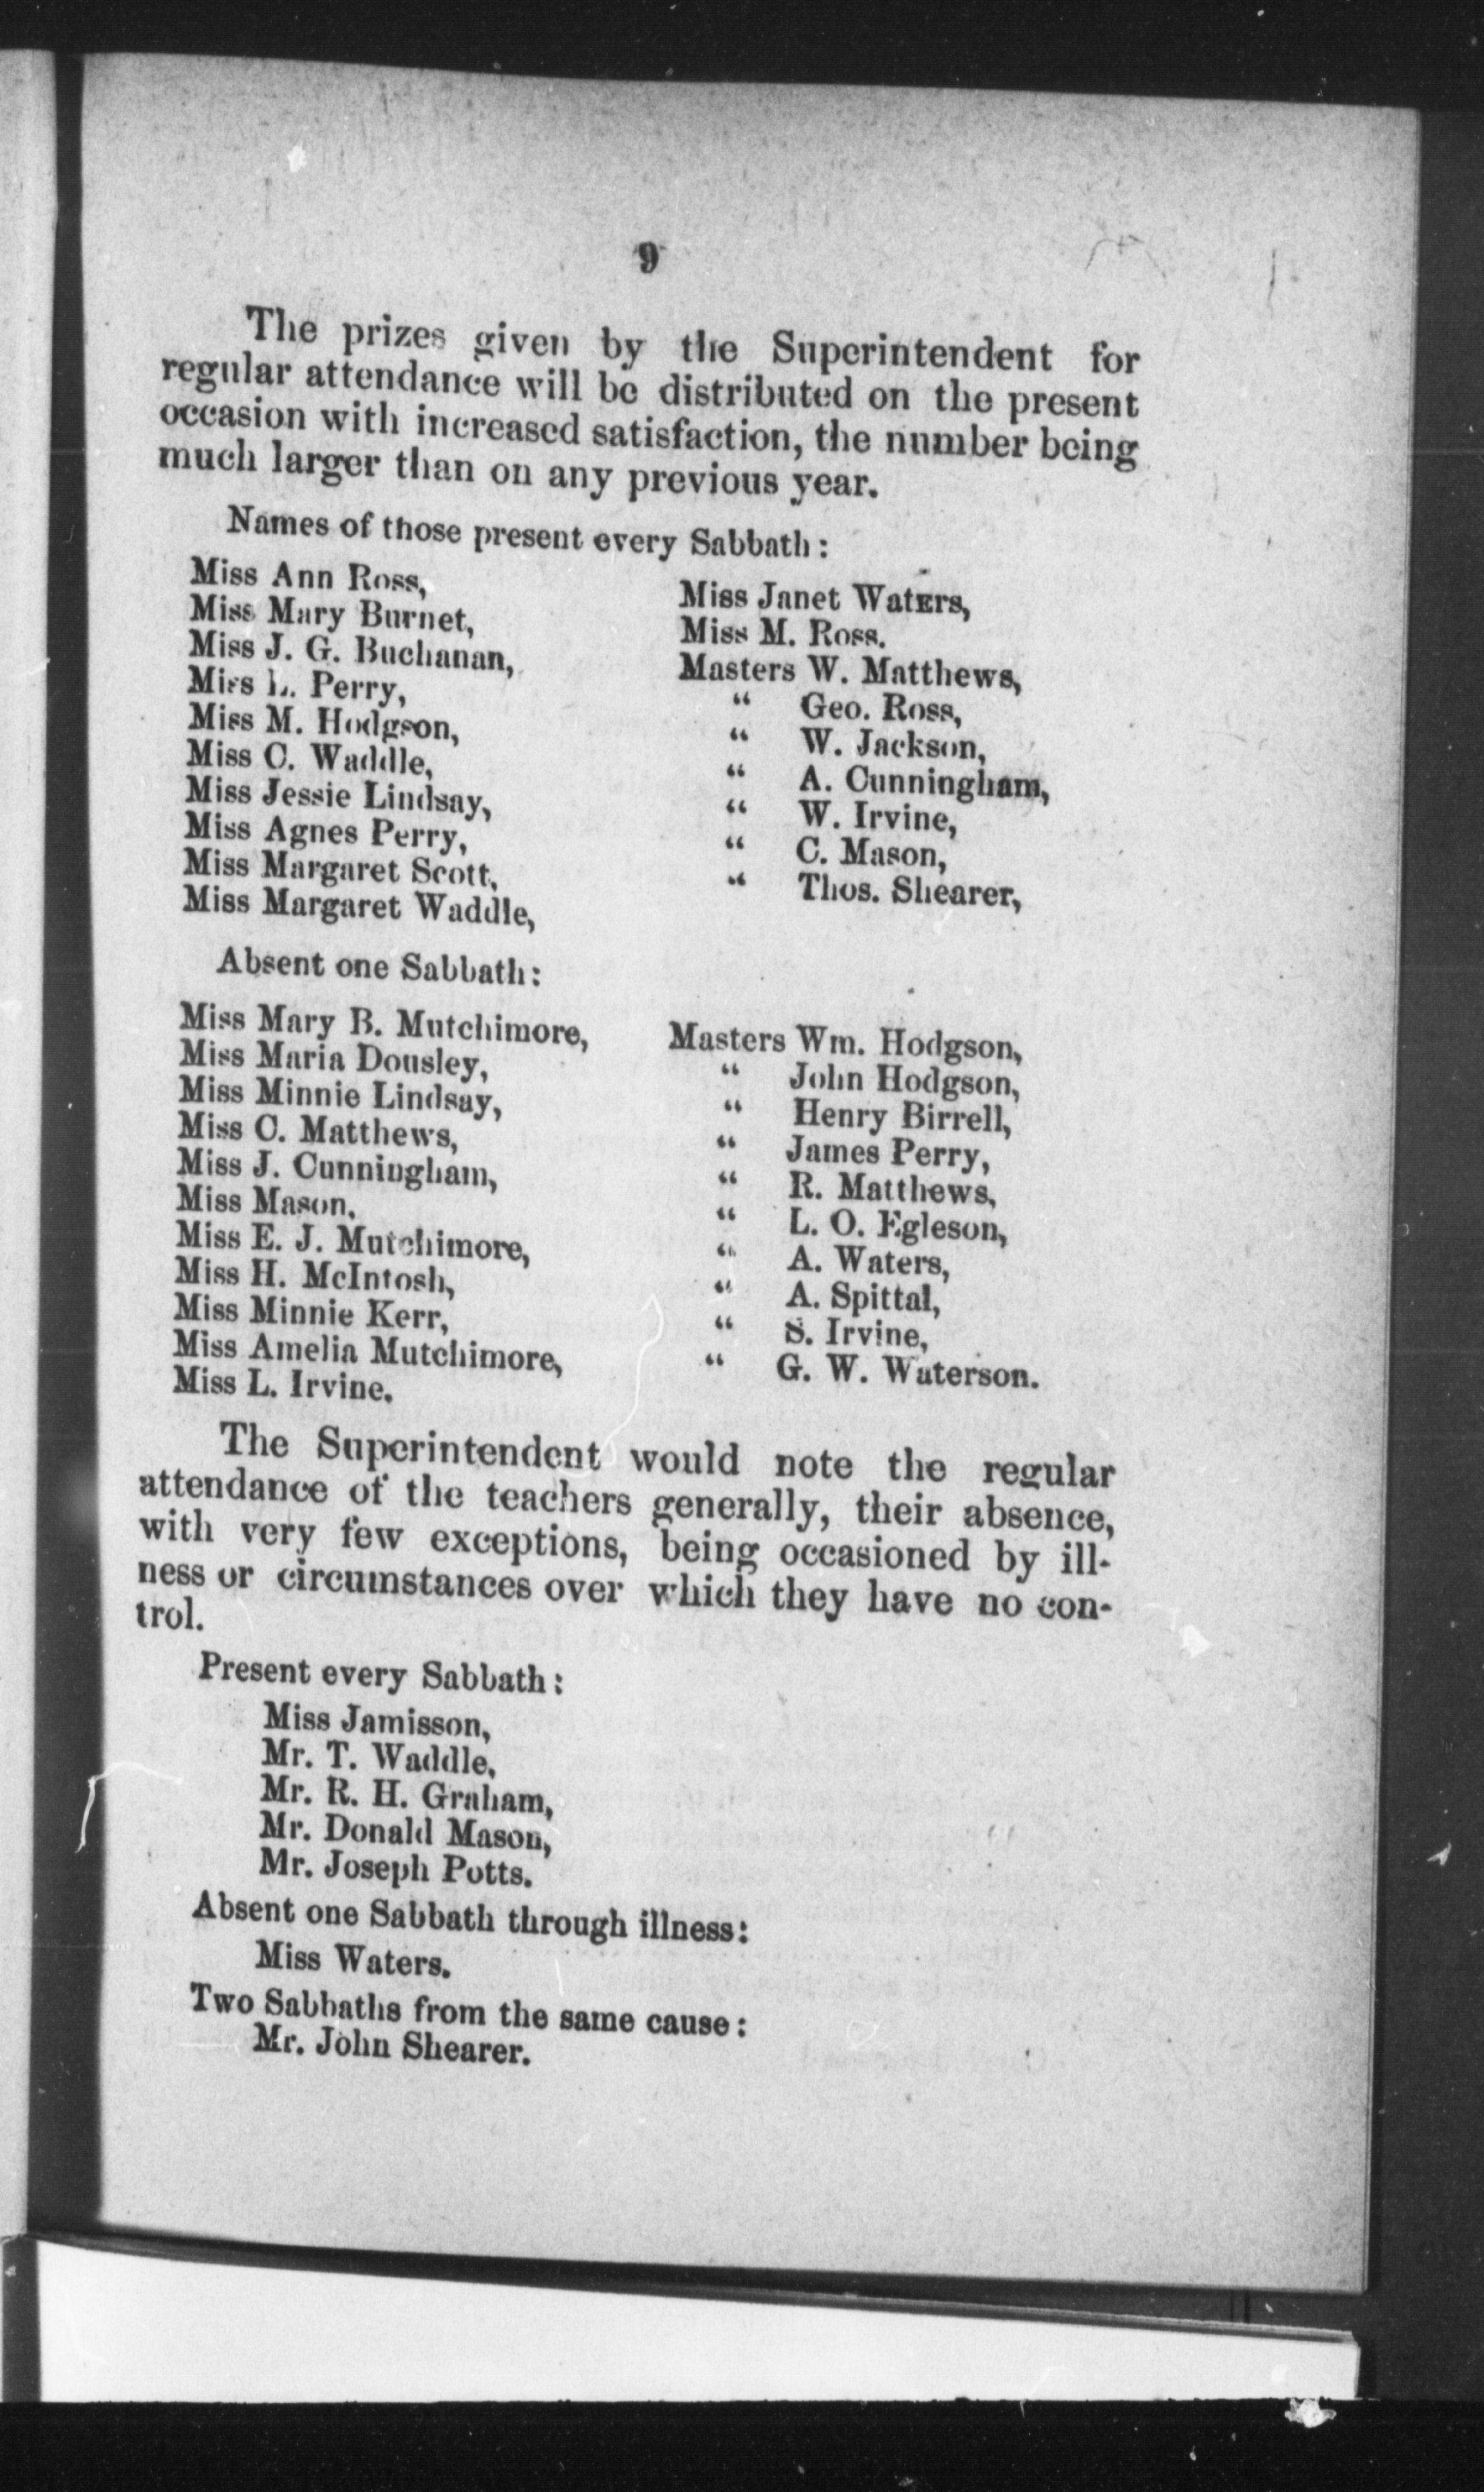 9
The prizes given by the Superintendent for
regular attendance will be distributed on the present
occasion with increased satisfaction, the number being
much larger than on any previous year.
Names of those present every Sabbath:
Miss Ann Ross,
Miss Mary Burnet,
Miss J. G. Buchanan,
Miss L. Perry,
Miss M. Hodgson,
Miss C. Waddle,
Miss Jessie Lindsay,
Miss Agnes Perry,
Miss Margaret Scott,
Miss Margaret Waddle,
Miss Janet Waters,
Miss M. Ross.
Masters W. Matthews,
“ Geo. Ross,
“ W. Jackson,
“ A. Cunningham,
“ W. Irvine,
“ C. Mason,
“ Thos. Shearer,
Absent one Sabbath:
Miss Mary B. Mutchimore,
Miss Maria Dousley,
Miss Minnie Lindsay,
Miss C. Matthews,
Miss J. Cunningham,
Miss Mason,
Miss E. J. Mutchimore,
Miss H. McIntosh,
Miss Minnie Kerr,
Miss Amelia Mutchimore,
Miss L. Irvine.
Masters Wm. Hodgson,
“ John Hodgson,
“ Henry Birrell,
“ James Perry,
“ R. Matthews,
“ L. O. Egleson,
“ A. Waters,
“ A. Spittal,
“ S. Irvine,
“ G. W. Waterson.
The Superintendent would note the regular
attendance of the teachers generally, their absence,
with very few exceptions, being occasioned by ill-
ness or circumstances over which they have no con-
trol.
Present every Sabbath:
Miss Jamisson,
Mr. T. Waddle,
Mr. R. H. Graham,
Mr. Donald Mason,
Mr. Joseph Potts.
Absent one Sabbath through illness:
Miss Waters.
Two Sabbaths from the same cause:
Mr. John Shearer.